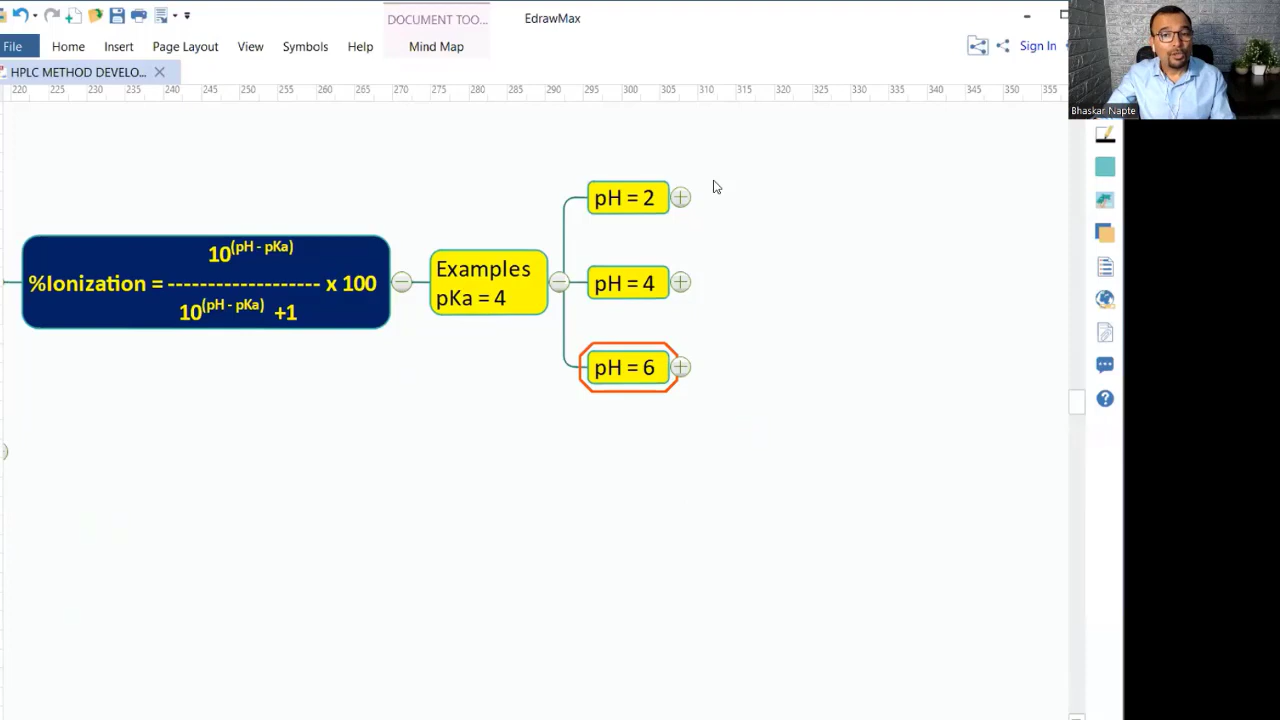 DOCUMENT TOO...
EdrawMax
File Home Insert Page Layout View Symbols Help Mind Map Sign In
HPLC METHOD DEVELO...
220 225 230 235 240 245 250 255 260 265 270 275 280 285 290 295 300 305 310 315 320 325 330 335 340 345 350 355
Bhaskar Napte
10(pH - pKa)
%Ionization = ------------------- x 100
10(pH - pKa) +1
Examples
pKa = 4
pH = 2
pH = 4
pH = 6